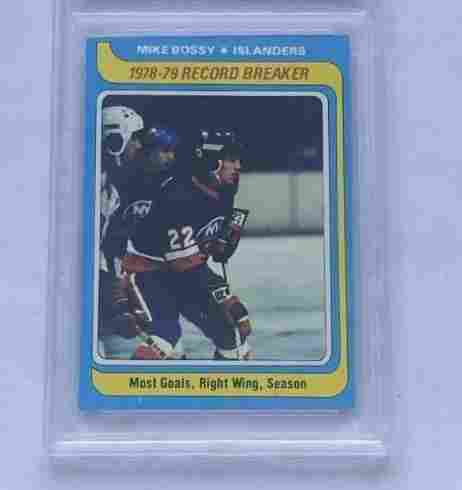 MIKE BOSSY ★ ISLANDERS
1978-79 RECORD BREAKER
22
Most Goals, Right Wing, Season